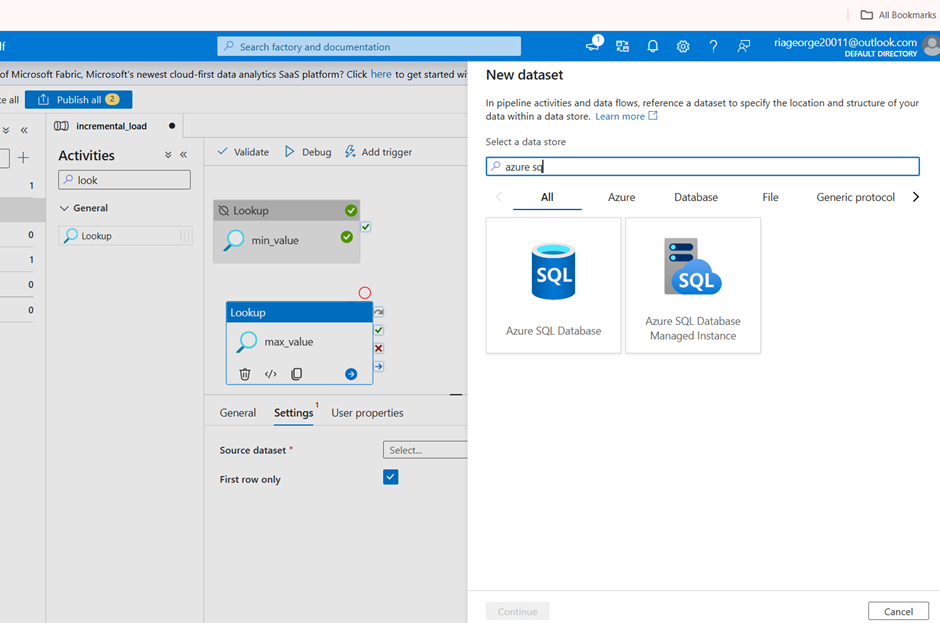 All Bookmarks
lf
Search factory and documentation
1
riageorge20011@outlook.com
DEFAULT DIRECTORY
of Microsoft Fabric, Microsoft's newest cloud-first data analytics SaaS platform? Click here to get started wi
ce all
Publish all 2
incremental_load
Activities
look
General
Lookup
1
0
1
0
0
Validate
Debug
Add trigger
Lookup
min_value
Lookup
max_value
General
Settings 1
User properties
Source dataset *
Select...
First row only
New dataset
In pipeline activities and data flows, reference a dataset to specify the location and structure of your
data within a data store. Learn more
Select a data store
azure sq
All
Azure
Database
File
Generic protocol
SQL
Azure SQL Database
SQL
Azure SQL Database
Managed Instance
Continue
Cancel